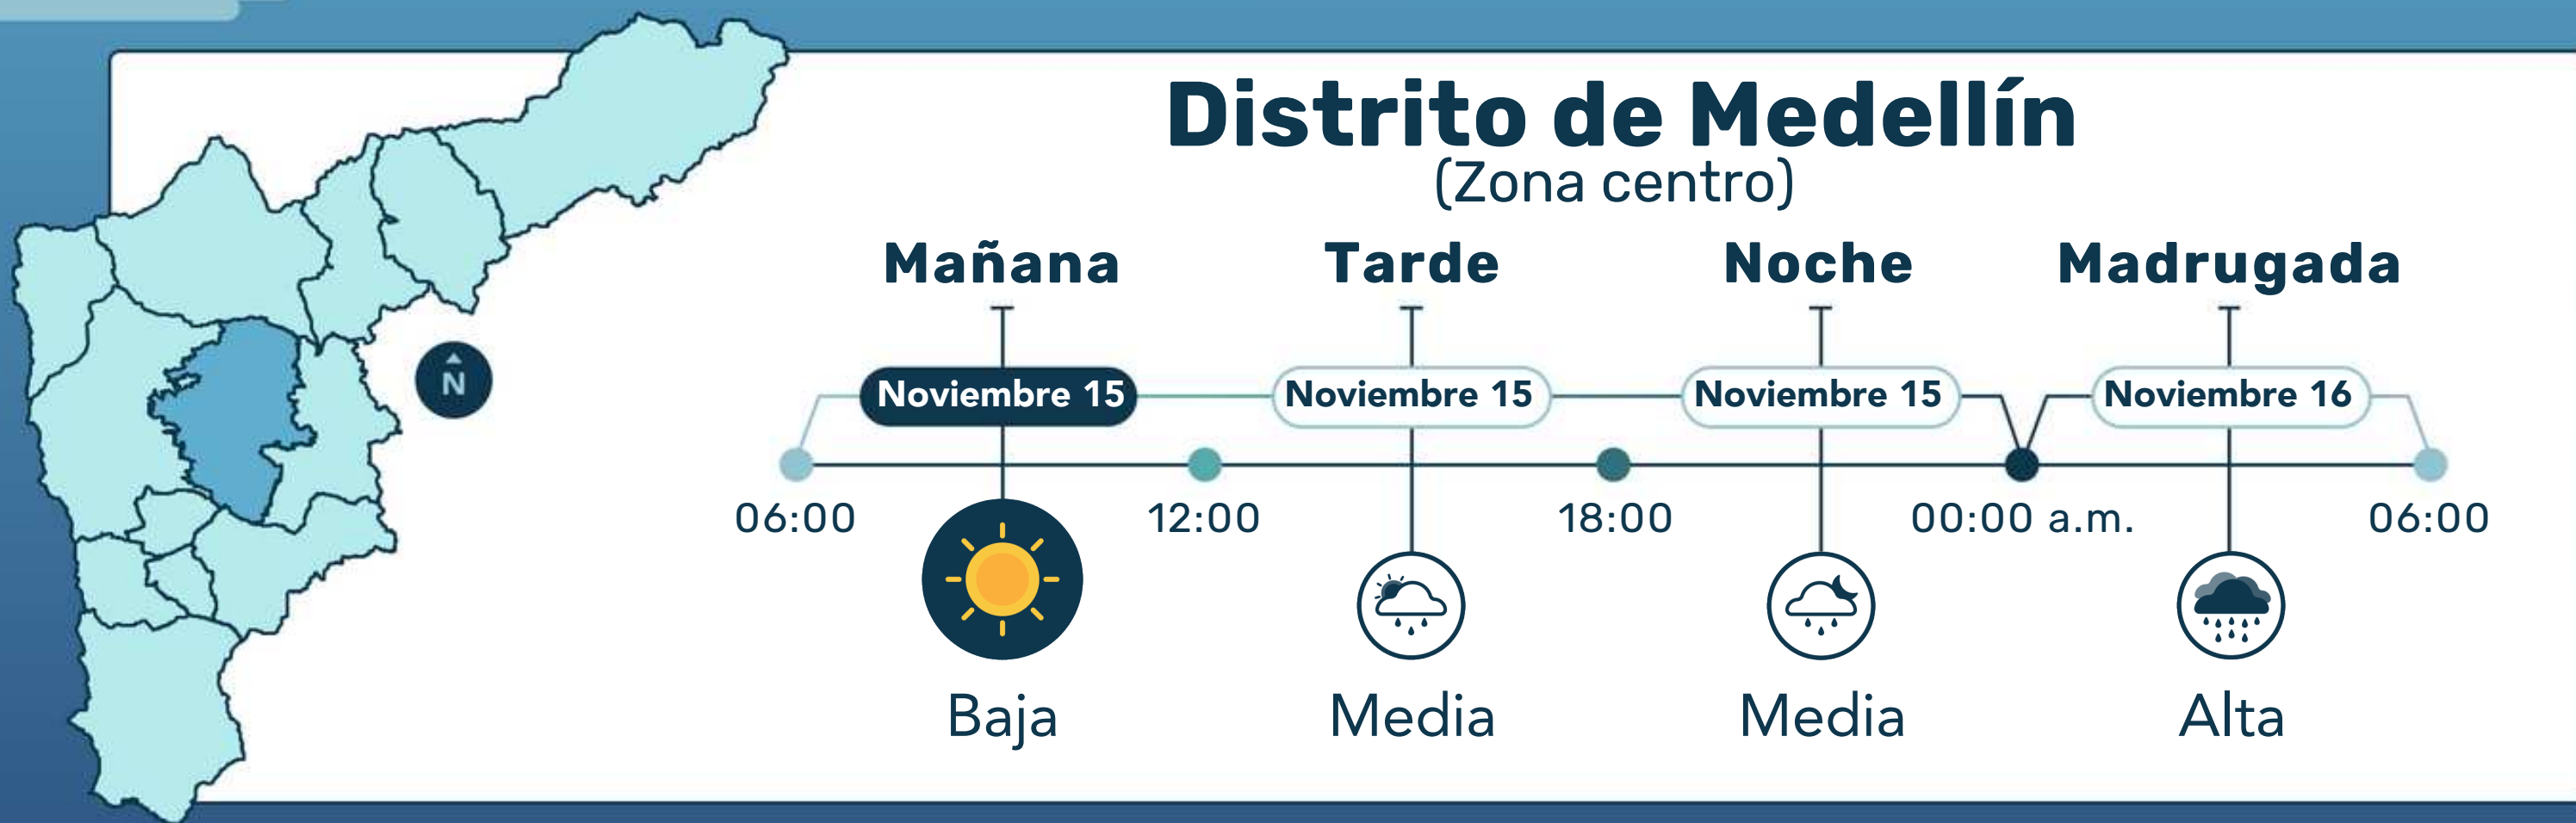 Distrito de Medellín
(Zona centro)
Mañana Tarde Noche Madrugada
N
Noviembre 15 Noviembre 15 Noviembre 15 Noviembre 16
06:00 12:00 18:00 00:00 a.m. 06:00
Baja Media Media Alta